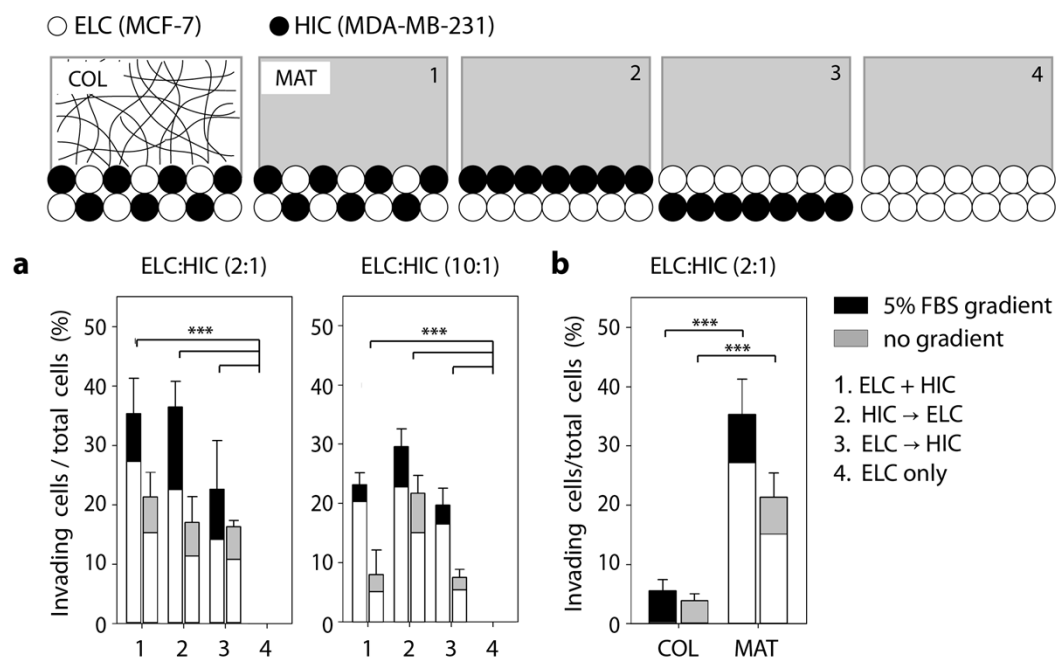 ELC (MCF-7) HIC (MDA-MB-231)
COL MAT 1 2 3 4
a ELC:HIC (2:1) ELC:HIC (10:1) b ELC:HIC (2:1)
Invading cells / total cells (%)
50
40
30
20
10
0
***
1 2 3 4
50
40
30
20
10
0
***
1 2 3 4
Invading cells/total cells (%)
50
40
30
20
10
0
***
***
COL MAT
5% FBS gradient
no gradient
1. ELC + HIC
2. HIC → ELC
3. ELC → HIC
4. ELC only